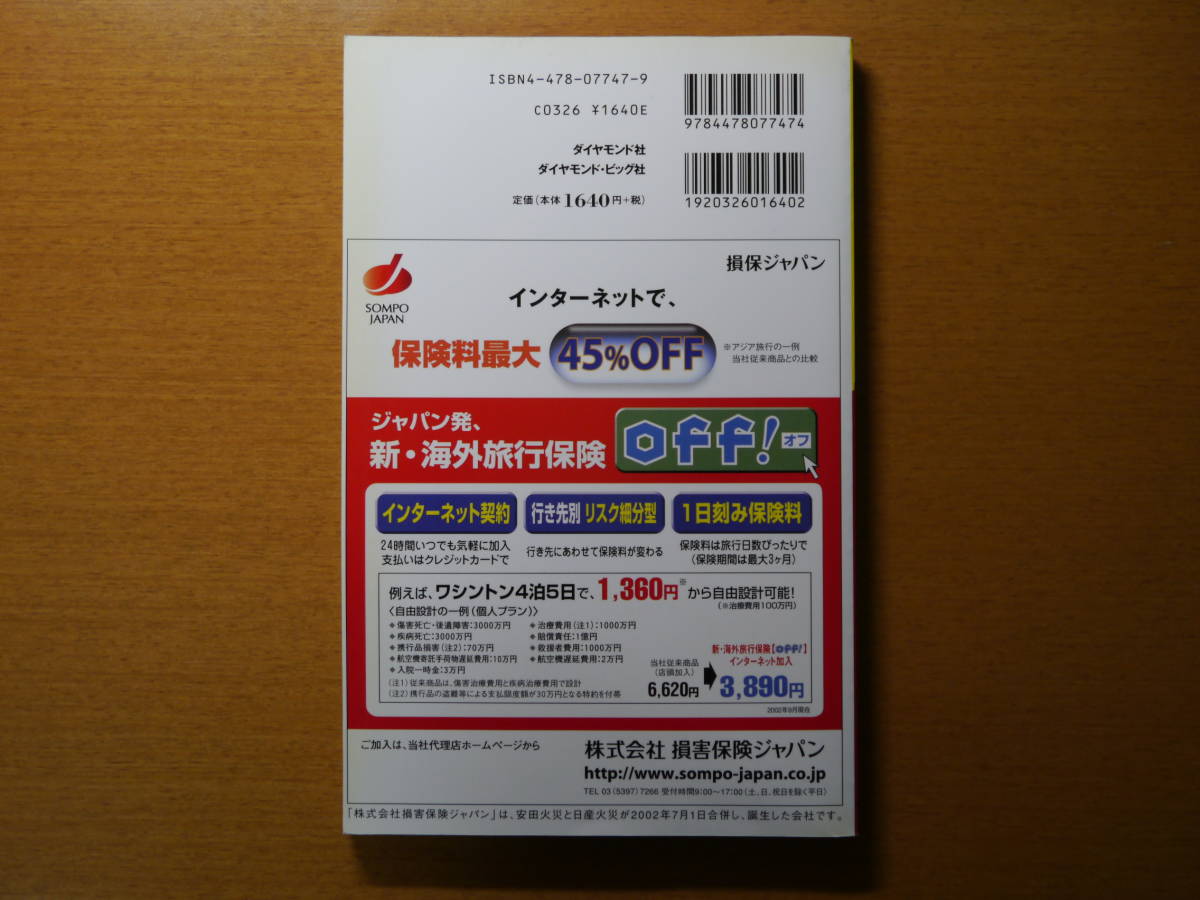 ISBN4-478-07747-9
C0326 ¥1640E
9784478077474
ダイヤモンド社
ダイヤモンド・ビッグ社
定価(本体1640円+税)
1920326016402
SOMPO
JAPAN
損保ジャパン
インターネットで、
保険料最大 45%OFF
※アジア旅行の一例
当社従来商品との比較
ジャパン発、
新・海外旅行保険 off! オフ
インターネット契約
24時間いつでも気軽に加入
支払いはクレジットカードで
行き先別 リスク細分型
行き先にあわせて保険料が変わる
1日刻み保険料
保険料は旅行日数ぴったりで
(保険期間は最大3ヶ月)
例えば、ワシントン4泊5日で、1,360円※から自由設計可能!
(※治療費用100万円)
〈自由設計の一例(個人プラン)〉
*傷害死亡・後遺障害:3000万円
*疾病死亡:3000万円
*携行品損害(注2):70万円
*航空機寄託手荷物遅延費用:10万円
*入院一時金:3万円
*治療費用(注1):1000万円
*賠償責任:1億円
*救援者費用:1000万円
*航空機遅延費用:2万円
(注1)従来商品は、傷害治療費用と疾病治療費用で設計
(注2)携行品の盗難等による支払限度額が30万円となる特約を付帯
当社従来商品
(店頭加入)
6,620円
新・海外旅行保険【off!】
インターネット加入
3,890円
2002年9月現在
ご加入は、当社代理店ホームページから
株式会社 損害保険ジャパン
http://www.sompo-japan.co.jp
TEL 03(5397)7266 受付時間9:00〜17:00(土、日、祝日を除く平日)
「株式会社損害保険ジャパン」は、安田火災と日産火災が2002年7月1日合併し、誕生した会社です。